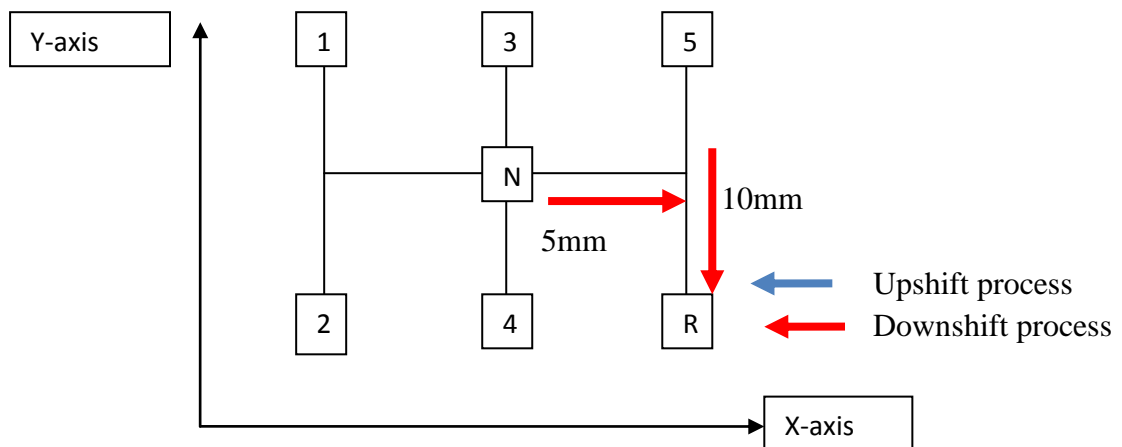 Y-axis
1 3 5
N
10mm
5mm
Upshift process
2 4 R
Downshift process
X-axis